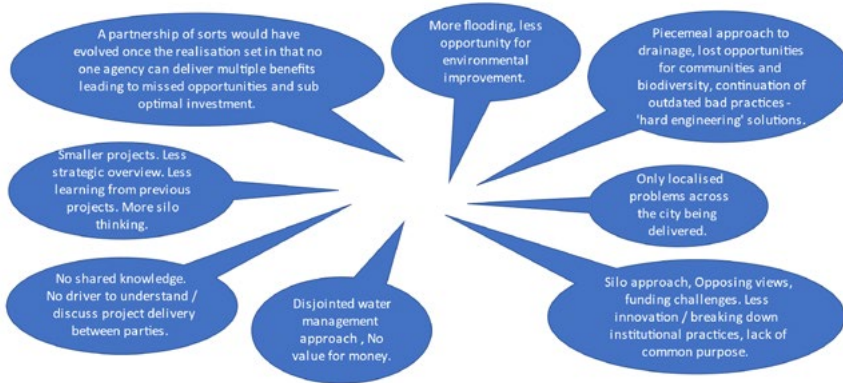 A partnership of sorts would have
evolved once the realisation set in that no
one agency can deliver multiple benefits
leading to missed opportunities and sub
optimal investment.
More flooding, less
opportunity for
environmental
improvement.
Piecemeal approach to
drainage, lost opportunities
for communities and
biodiversity, continuation of
outdated bad practices-
'hard engineering' solutions.
Smaller projects. Less
strategic overview. Less
learning from previous
projects. More silo
thinking.
Only localised
problems across
the city being
delivered.
No shared knowledge.
No driver to understand /
discuss project delivery
between parties.
Disjointed water
management
approach , No
value for money.
Silo approach, Opposing views,
funding challenges. Less
innovation / breaking down
institutional practices, lack of
common purpose.